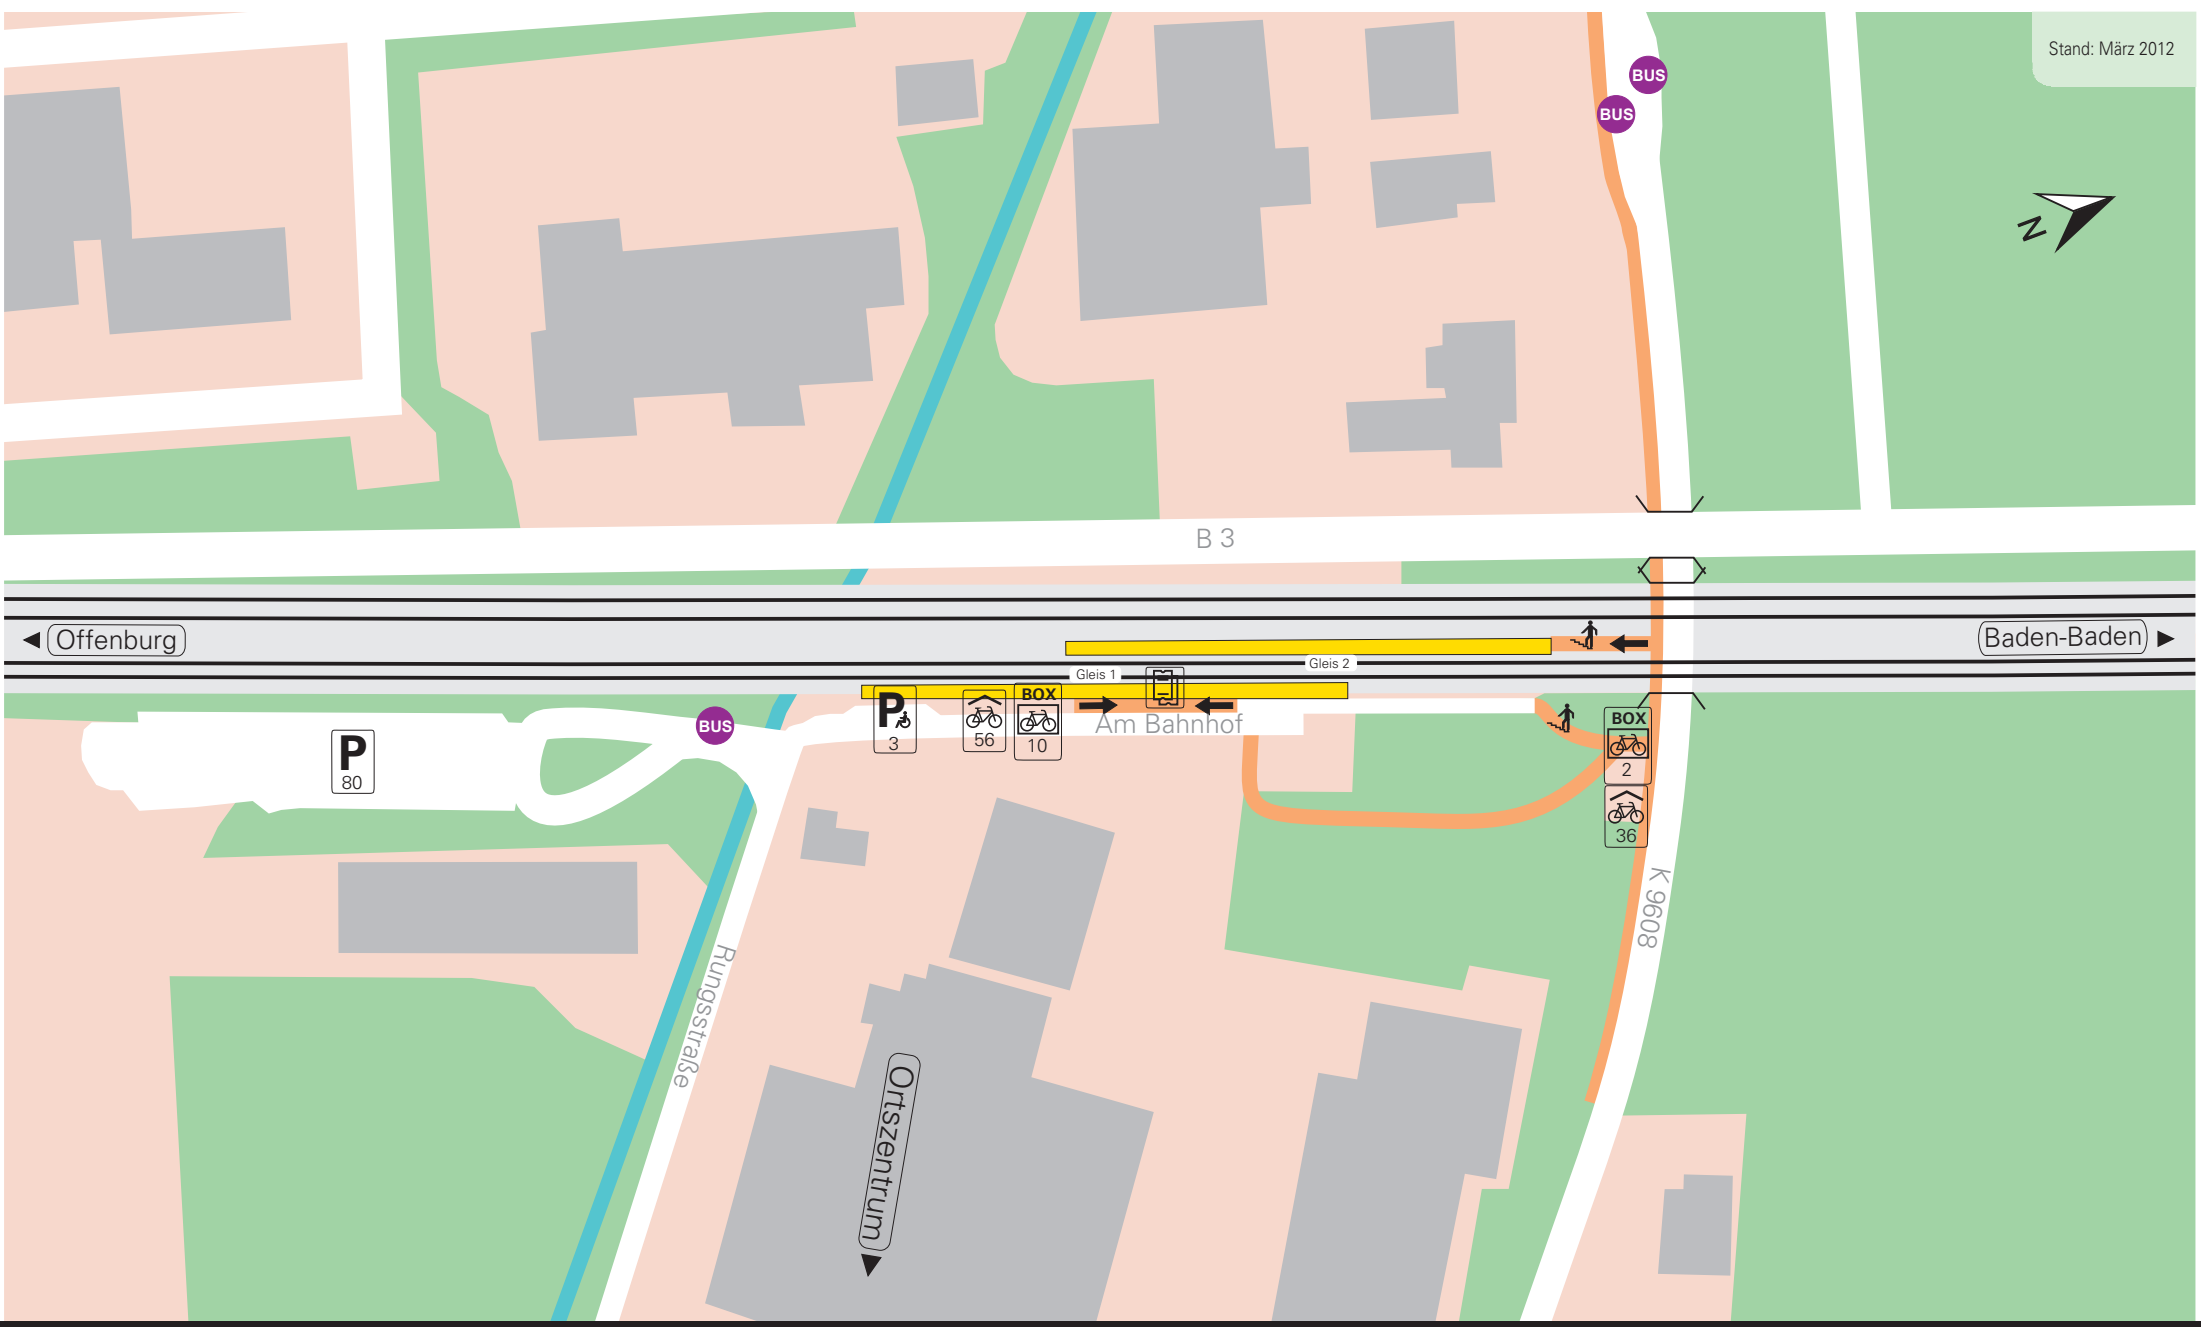 Stand: März 2012
BUS
BUS
N
B 3
Offenburg
Baden-Baden
Gleis 2
Gleis 1
BOX
10
P
3
56
Am Bahnhof
BUS
P
80
BOX
2
36
K 9608
Rungsstraße
Ortszentrum